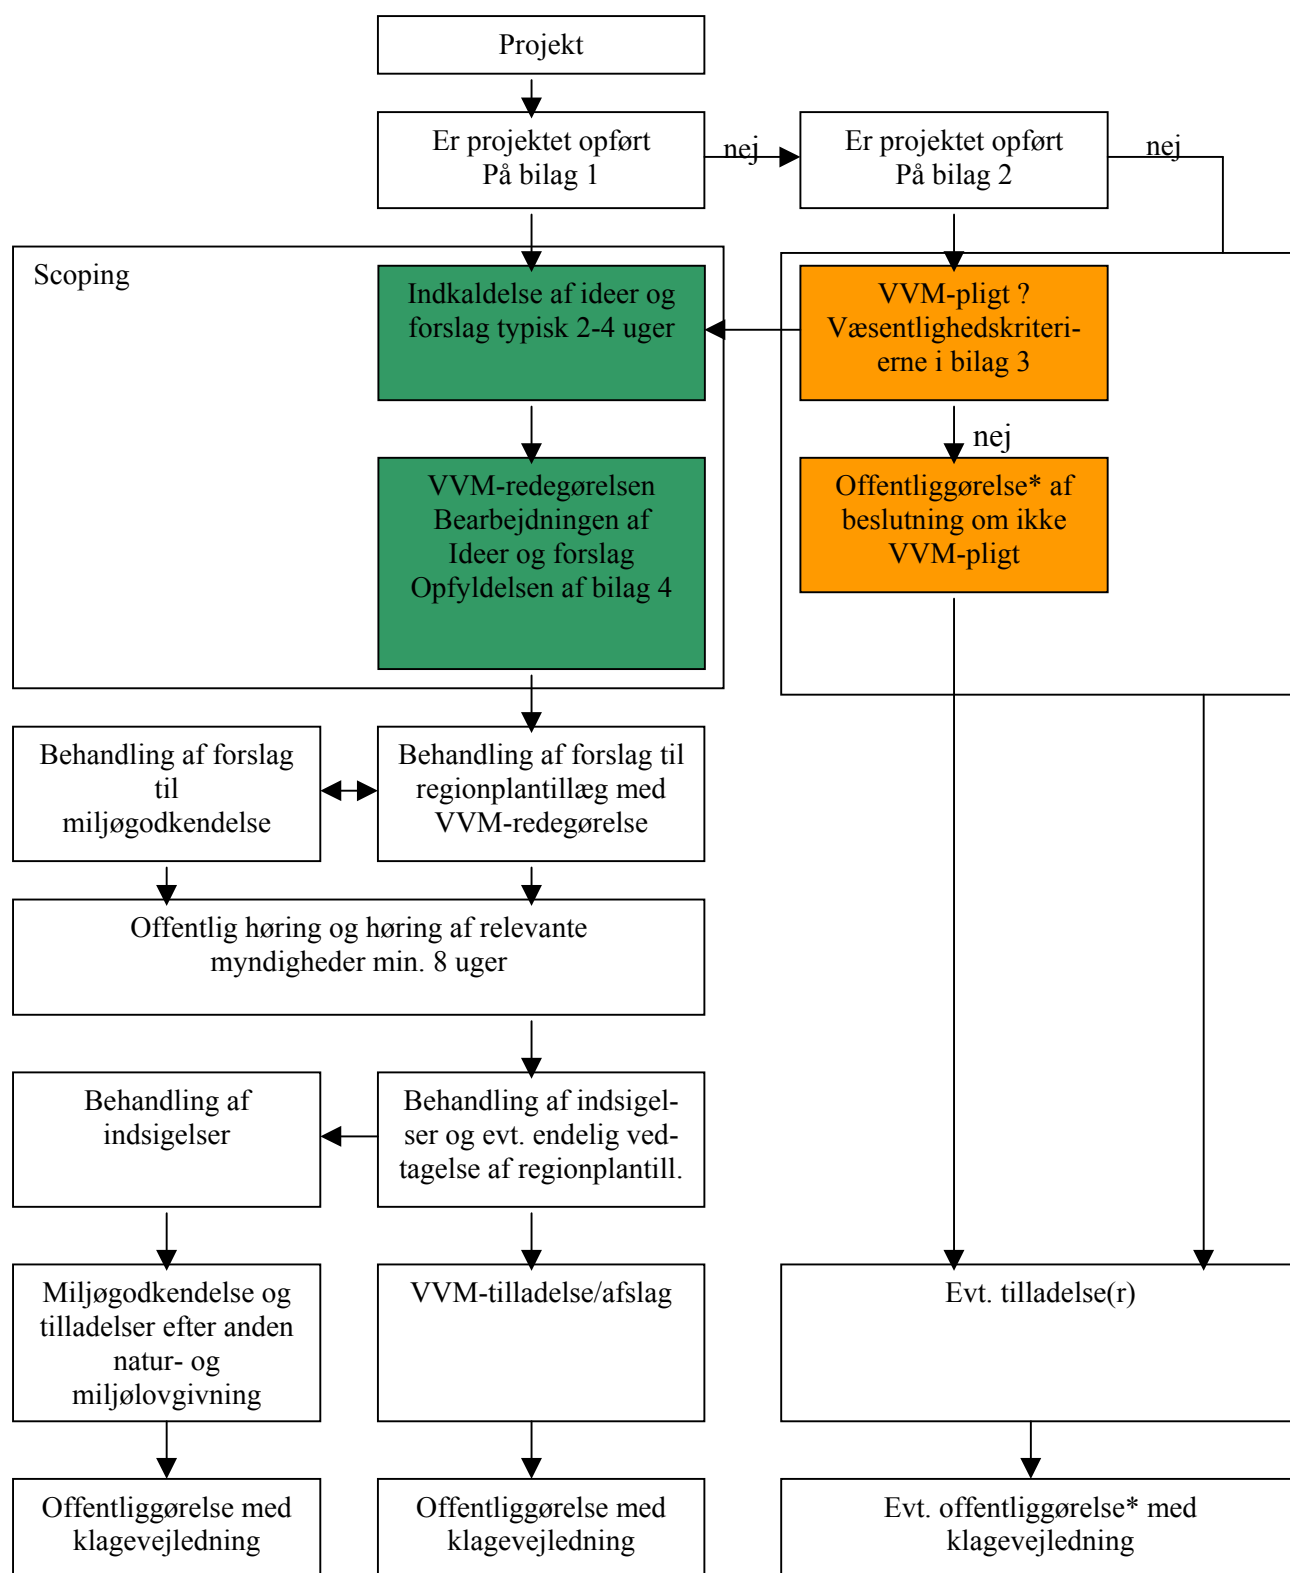 Projekt
Er projektet opført
På bilag 1
nej
Er projektet opført
På bilag 2
nej
Scoping
Indkaldelse af ideer og
forslag typisk 2-4 uger
VVM-pligt ?
Væsentlighedskriteri-
erne i bilag 3
nej
VVM-redegørelsen
Bearbejdningen af
Ideer og forslag
Opfyldelsen af bilag 4
Offentliggørelse* af
beslutning om ikke
VVM-pligt
Behandling af forslag
til
miljøgodkendelse
Behandling af forslag til
regionplantillæg med
VVM-redegørelse
Offentlig høring og høring af relevante
myndigheder min. 8 uger
Behandling af
indsigelser
Behandling af indsigel-
ser og evt. endelig ved-
tagelse af regionplantill.
Miljøgodkendelse og
tilladelser efter anden
natur- og
miljølovgivning
VVM-tilladelse/afslag
Evt. tilladelse(r)
Offentliggørelse med
klagevejledning
Offentliggørelse med
klagevejledning
Evt. offentliggørelse* med
klagevejledning